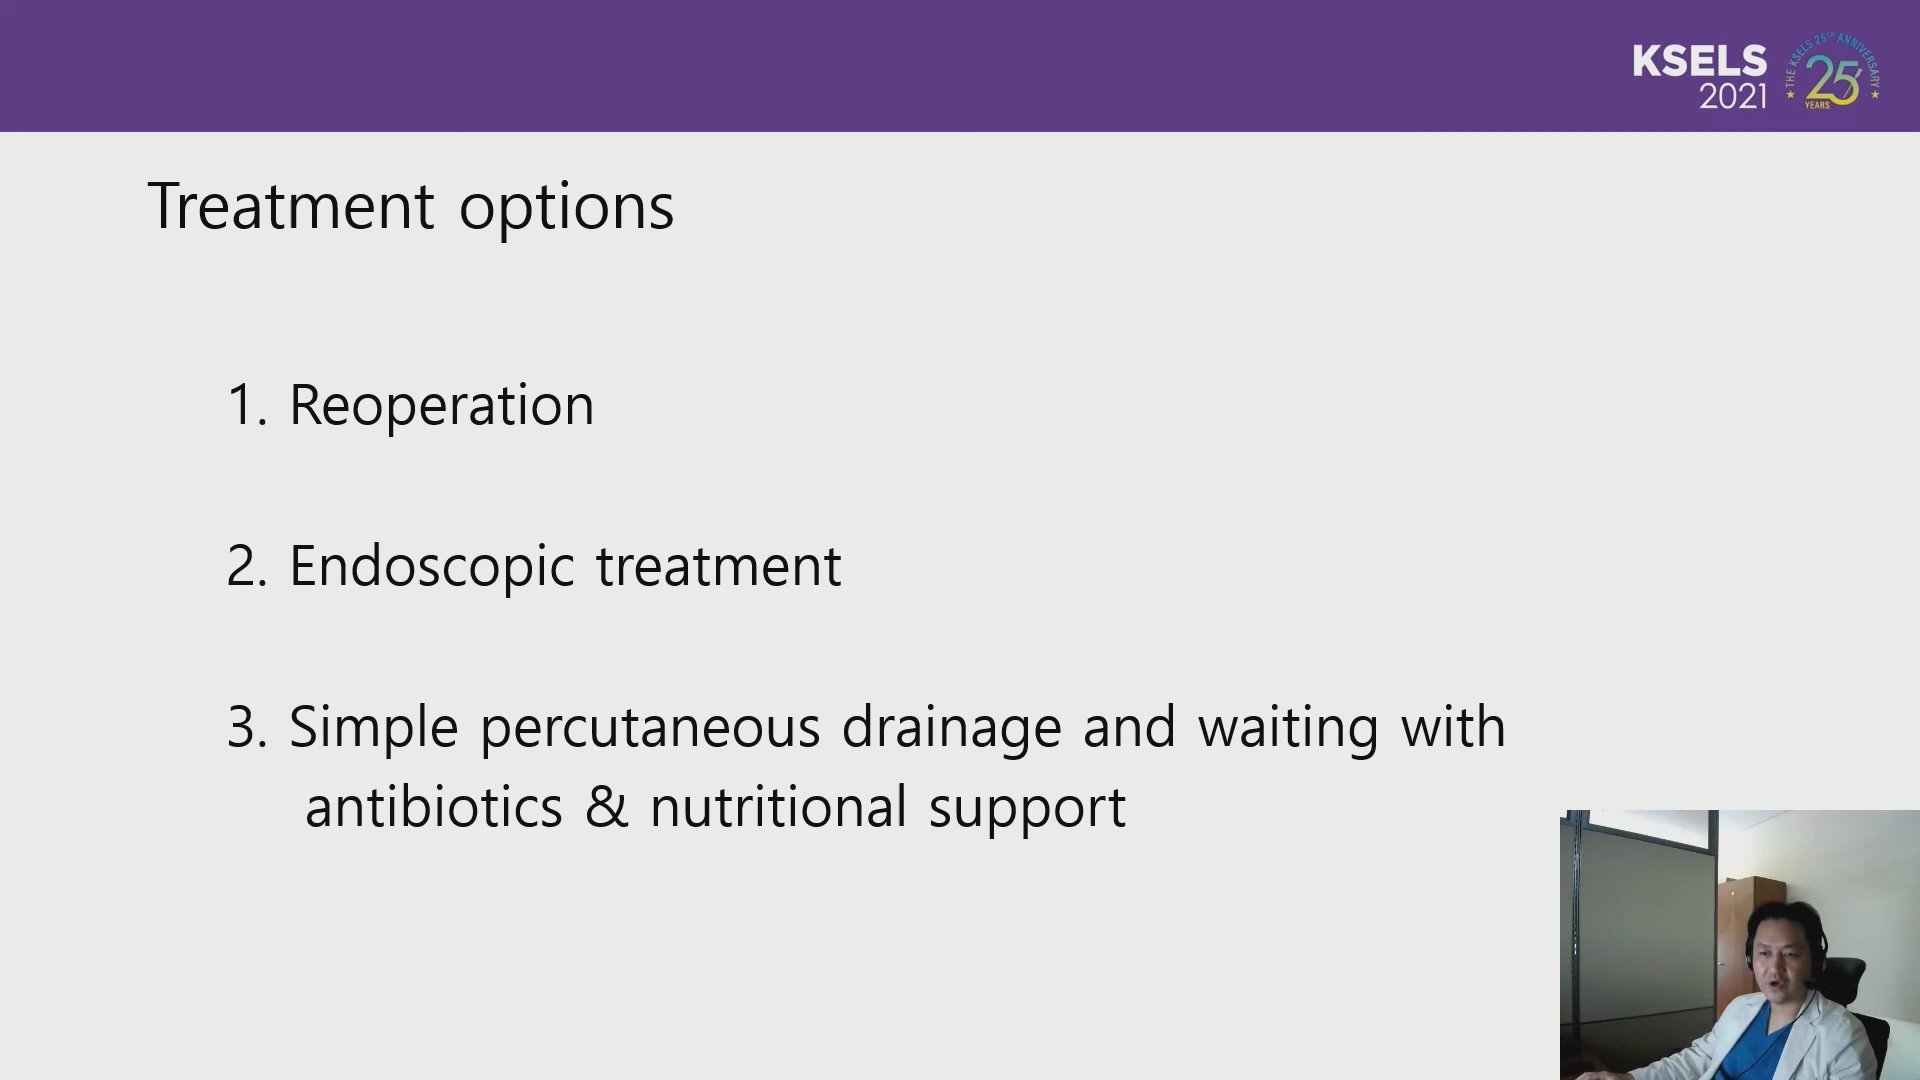 KSELS
2021
THE KSELS 25TH ANNIVERSARY
25
YEARS
Treatment options
1. Reoperation
2. Endoscopic treatment
3. Simple percutaneous drainage and waiting with
antibiotics & nutritional support